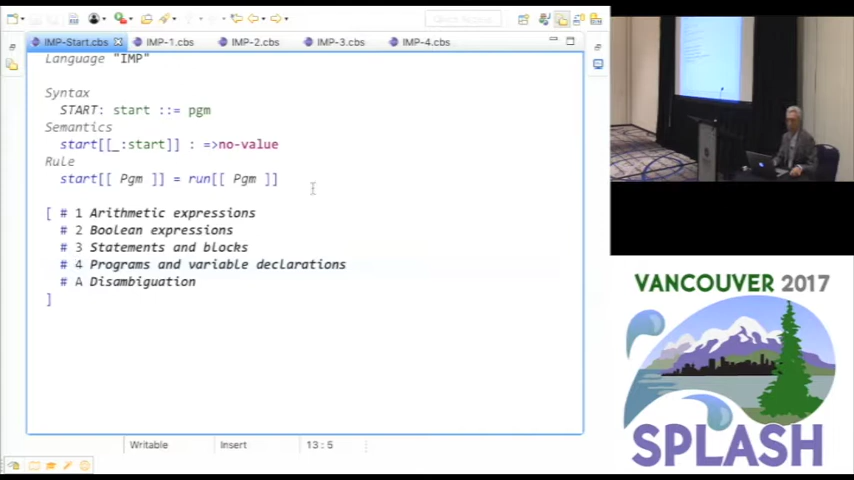 IMP-Start.cbs IMP-1.cbs IMP-2.cbs IMP-3.cbs IMP-4.cbs
Language "IMP"
Syntax
START: start ::= pgm
Semantics
start[[_:start]] : =>no-value
Rule
start[[ Pgm ]] = run[[ Pgm ]]
[ # 1 Arithmetic expressions
# 2 Boolean expressions
# 3 Statements and blocks
# 4 Programs and variable declarations
# A Disambiguation
]
Writable Insert 13:5
VANCOUVER 2017
SPLASH